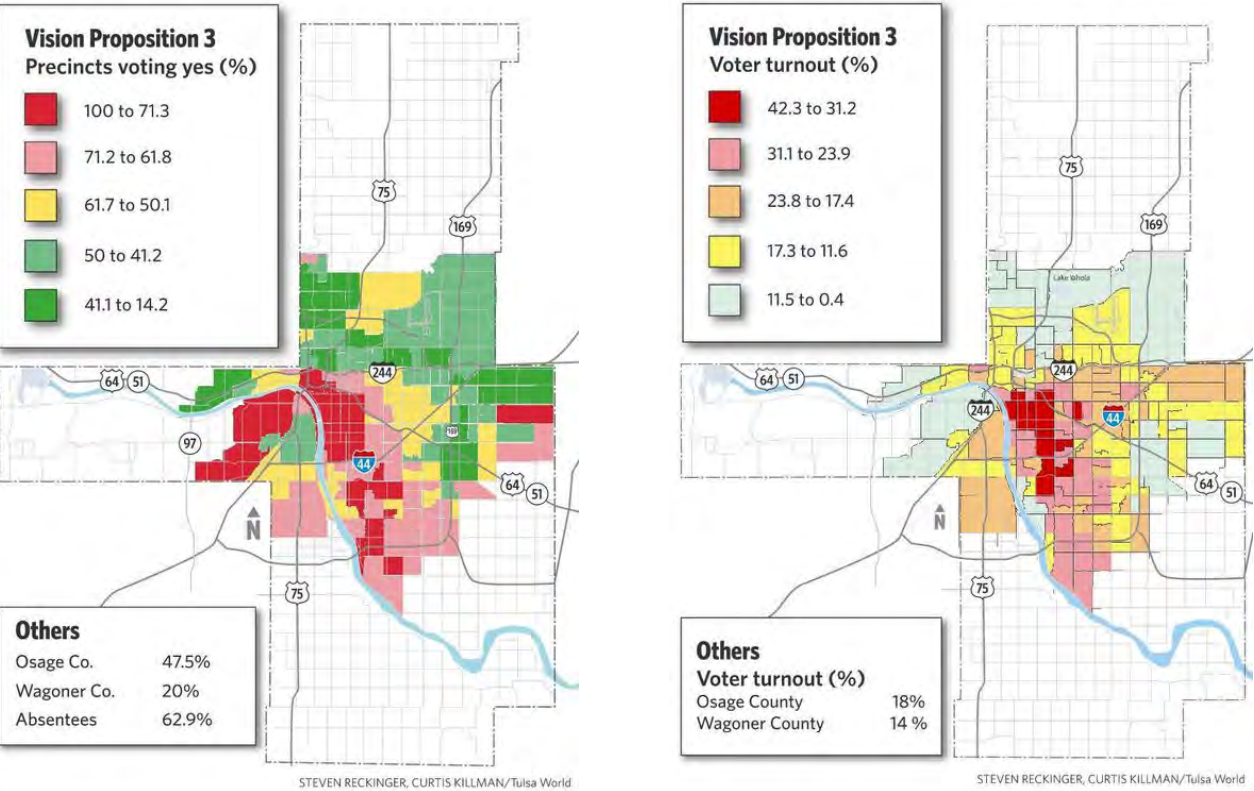 Vision Proposition 3
Precincts voting yes (%)
100 to 71.3
71.2 to 61.8
61.7 to 50.1
50 to 41.2
41.1 to 14.2
75
169
244
64
51
97
169
44
64
51
N
75
Others
Osage Co. 47.5%
Wagoner Co. 20%
Absentees 62.9%
STEVEN RECKINGER, CURTIS KILLMAN/Tulsa World
Vision Proposition 3
Voter turnout (%)
42.3 to 31.2
31.1 to 23.9
23.8 to 17.4
17.3 to 11.6
11.5 to 0.4
75
169
Lake Yahola
244
64
51
244
44
64
51
N
75
Others
Voter turnout (%)
Osage County 18%
Wagoner County 14 %
STEVEN RECKINGER, CURTIS KILLMAN/Tulsa World